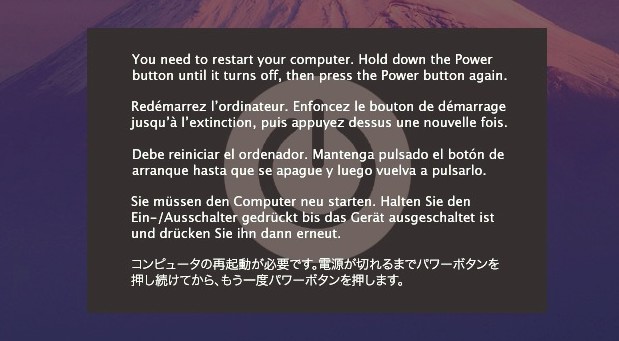 You need to restart your computer. Hold down the Power
button until it turns off, then press the Power button again.
Redémarrez l'ordinateur. Enfoncez le bouton de démarrage
jusqu'à l'extinction, puis appuyez dessus une nouvelle fois.
Debe reiniciar el ordenador. Mantenga pulsado el botón de
arranque hasta que se apague y luego vuelva a pulsarlo.
Sie müssen den Computer neu starten. Halten Sie den
Ein-/Ausschalter gedrückt bis das Gerät ausgeschaltet ist
und drücken Sie ihn dann erneut.
コンピュータの再起動が必要です。電源が切れるまでパワーボタンを
押し続けてから、もう一度パワーボタンを押します。